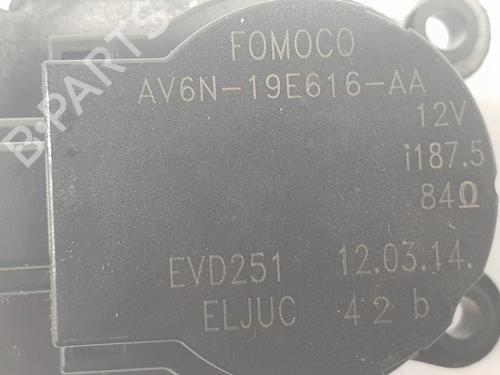 FOMOCO
AV6N-19E616-AA
12V
i187.5
84Ω
EVD251 12.03.14.
ELJUC 42 b
B-PARTS